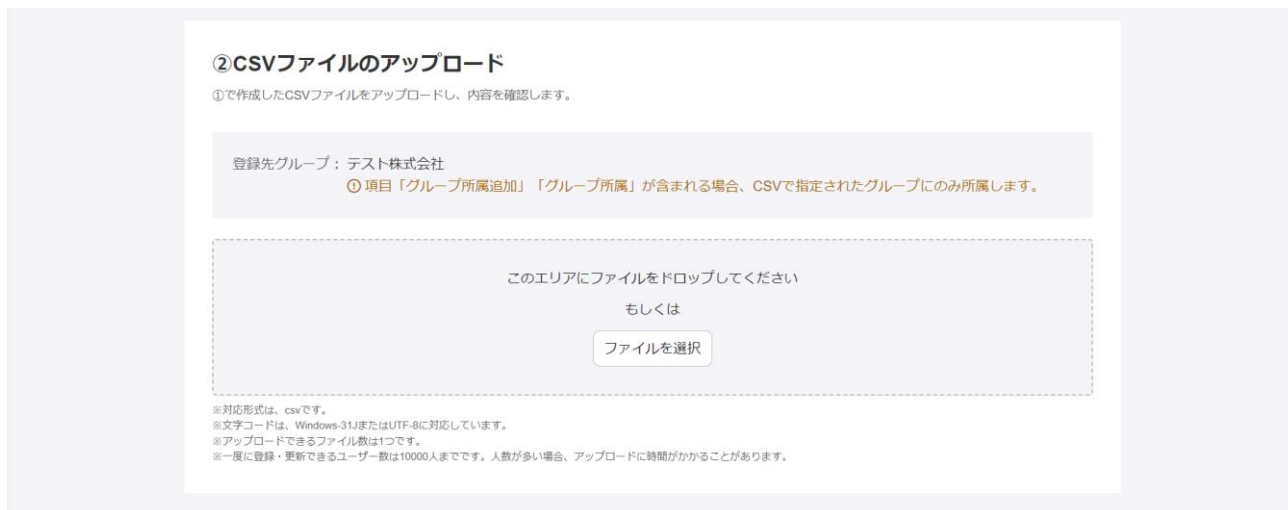 ②CSVファイルのアップロード
①で作成したCSVファイルをアップロードし、内容を確認します。
登録先グループ： テスト株式会社
項目「グループ所属追加」「グループ所属」が含まれる場合、CSVで指定されたグループにのみ所属します。
このエリアにファイルをドロップしてください
もしくは
ファイルを選択
※対応形式は、csvです。
※文字コードは、Windows-31JまたはUTF-8に対応しています。
※アップロードできるファイル数は1つです。
※一度に登録・更新できるユーザー数は10000人までです。人数が多い場合、アップロードに時間がかかることがあります。